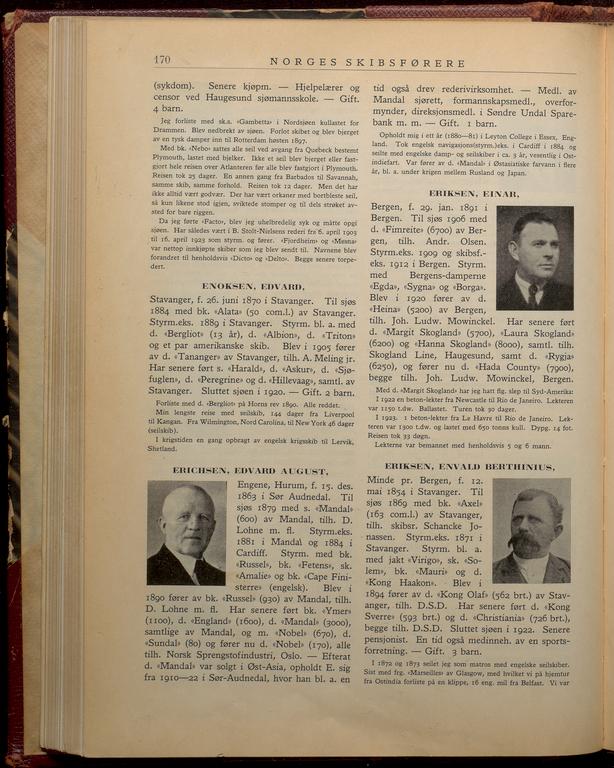 170
NORGES SKIBSFØRERE
(sykdom). Senere kjøpm. — Hjelpelærer og
censor ved Haugesund sjømannsskole. — Gift.
4 barn.
Jeg forliste med sk.s. «Gambetta» i Nordsjøen kullastet for
Drammen. Blev nedbrekt av sjøen. Forlot skibet og blev bjerget
av en tysk damper inn til Rotterdam høsten 1897.
Med bk. «Nebo» sattes alle seil ved avgang fra Quebeck bestemt
Plymouth, lastet med bjelker. Ikke et seil blev bjerget eller fast-
gjort hele reisen over Atlanteren før alle blev fastgjort i Plymouth.
Reisen tok 25 dager. En annen gang fra Barbados til Savannah,
samme skib, samme forhold. Reisen tok 12 dager. Men det har
ikke alltid vært godvær. Der har vært orkaner med bortbleste seil,
så kun likene stod igjen, sviktede stomper og til dels strøket av-
sted for bare riggen.
Da jeg førte «Facto», blev jeg uhelbredelig syk og måtte opgi
sjøen. Har således vært i B. Stolt-Nielsens rederi fra 6. april 1903
til 16. april 1923 som styrm. og fører. «Fjordheim» og «Mesna»
var nettop innkjøpte skiber som jeg blev sendt til. Navnene blev
forandret til henholdsvis «Dicto» og «Delto». Begge senere torpe-
dert.
ENOKSEN, EDVARD,
Stavanger, f. 26. juni 1870 i Stavanger. Til sjøs
1884 med bk. «Alata» (50 com.l.) av Stavanger.
Styrm.eks. 1889 i Stavanger. Styrm. bl. a. med
d. «Bergliot» (13 år), d. «Albion», d. «Triton»
og et par amerikanske skib. Blev i 1905 fører
av d. «Tananger» av Stavanger, tilh. A. Meling jr.
Har senere ført s. «Harald», d. «Askur», d. «Sjø-
fuglen», d. «Peregrine» og d. «Hillevaag», samtl. av
Stavanger. Sluttet sjøen i 1920. — Gift. 2 barn.
Forliste med d. «Bergliot» på Horns rev 1890. Alle reddet.
Min lengste reise med seilskib, 144 dager fra Liverpool
til Kangan. Fra Wilmington, Nord Carolina, til New York 46 dager
(seilskib).
I krigstiden en gang opbragt av engelsk krigsskib til Lervik,
Shetland.
ERICHSEN, EDVARD AUGUST,
Engene, Hurum, f. 15. des.
1863 i Sør Audnedal. Til
sjøs 1879 med s. «Mandal»
(600) av Mandal, tilh. D.
Lohne m. fl. Styrm.eks.
1881 i Mandal og 1884 i
Cardiff. Styrm. med bk.
«Russel», bk. «Fetens», sk.
«Amalie» og bk. «Cape Fini-
sterre» (engelsk). Blev i
1890 fører av bk. «Russel» (930) av Mandal, tilh.
D. Lohne m. fl. Har senere ført bk. «Ymer»
(1100), d. «England» (1600), d. «Mandal» (3000),
samtlige av Mandal, og m. «Nobel» (670), d.
«Sundal» (80) og fører nu d. «Nobel» (170), alle
tilh. Norsk Sprengstofindustri, Oslo. — Efterat
d. «Mandal» var solgt i Øst-Asia, opholdt E. sig
fra 1910—22 i Sør-Audnedal, hvor han bl. a. en
tid også drev rederivirksomhet. — Medl. av
Mandal sjørett, formannskapsmedl., overfor-
mynder, direksjonsmedl. i Søndre Undal Spare-
bank m. m. — Gift. 1 barn.
Opholdt mig i ett år (1880—81) i Leyton College i Essex, Eng-
land. Tok engelsk navigasjons(styrm.)eks. i Cardiff i 1884 og
seilte med engelske damp- og seilskiber i ca. 3 år, vesentlig i Ost-
indiefart. Var fører av d. «Mandal» i Østasiatiske farvann i flere
år, bl. a. under krigen mellem Rusland og Japan.
ERIKSEN, EINAR,
Bergen, f. 29. jan. 1891 i
Bergen. Til sjøs 1906 med
d. «Fimreite» (6700) av Ber-
gen, tilh. Andr. Olsen.
Styrm.eks. 1909 og skibsf.-
eks. 1912 i Bergen. Styrm.
med Bergens-damperne
«Egda», «Sygna» og «Borga».
Blev i 1920 fører av d.
«Heina» (5200) av Bergen,
tilh. Joh. Ludw. Mowinckel. Har senere ført
d. «Margit Skogland» (5700), «Laura Skogland»
(6200) og «Hanna Skogland» (8000), samtl. tilh.
Skogland Line, Haugesund, samt d. «Rygja»
(6250), og fører nu d. «Hada County» (7900),
begge tilh. Joh. Ludw. Mowinckel, Bergen.
Med d. «Margit Skogland» har jeg hatt flg. slep til Syd-Amerika:
I 1922 en beton-lekter fra Newcastle til Rio de Janeiro. Lekteren
var 1150 t.dw. Ballastet. Turen tok 50 dager.
I 1923. 1 beton-lekter fra Le Havre til Rio de Janeiro. Lek-
teren var 1900 t.dw. og lastet med 650 tonns kull. Dypg. 14 fot.
Reisen tok 33 døgn.
Lekterne var bemannet med henholdsvis 5 og 6 mann.
ERIKSEN, ENVALD BERTHINIUS,
Minde pr. Bergen, f. 12.
mai 1854 i Stavanger. Til
sjøs 1869 med bk. «Axel»
(163 com.l.) av Stavanger,
tilh. skibsr. Schancke Jo-
nassen. Styrm.eks. 1871 i
Stavanger. Styrm. bl. a.
med jakt «Virigo», sk. «So-
lem», bk. «Mauri» og d.
«Kong Haakon». Blev i
1894 fører av d. «Kong Olaf» (562 brt.) av Stav-
anger, tilh. D.S.D. Har senere ført d. «Kong
Sverre» (593 brt.) og d. «Christiania» (726 brt.),
begge tilh. D.S.D. Sluttet sjøen i 1922. Senere
pensjonist. En tid også medinneh. av en sports-
forretning. — Gift. 3 barn.
I 1872 og 1873 seilet jeg som matros med engelske seilskiber.
Sist med frg. «Marseilles» av Glasgow, med hvilket vi på hjemtur
fra Ostindia forliste på en klippe, 16 eng. mil fra Belfast. Vi var